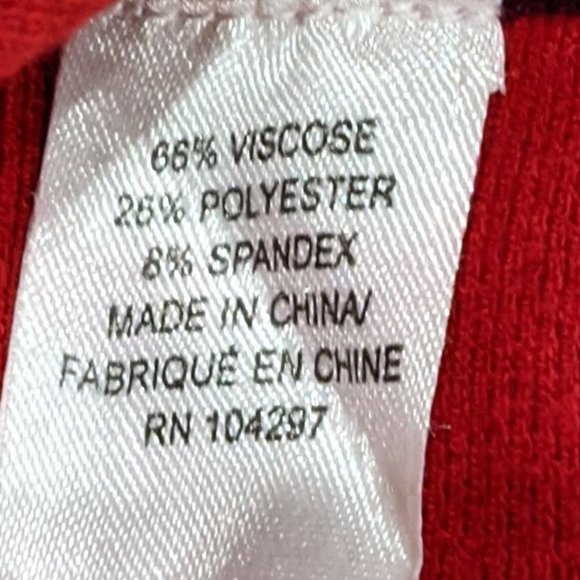 66% VISCOSE
26% POLYESTER
8% SPANDEX
MADE IN CHINA/
FABRIQUÉ EN CHINE
RN 104297